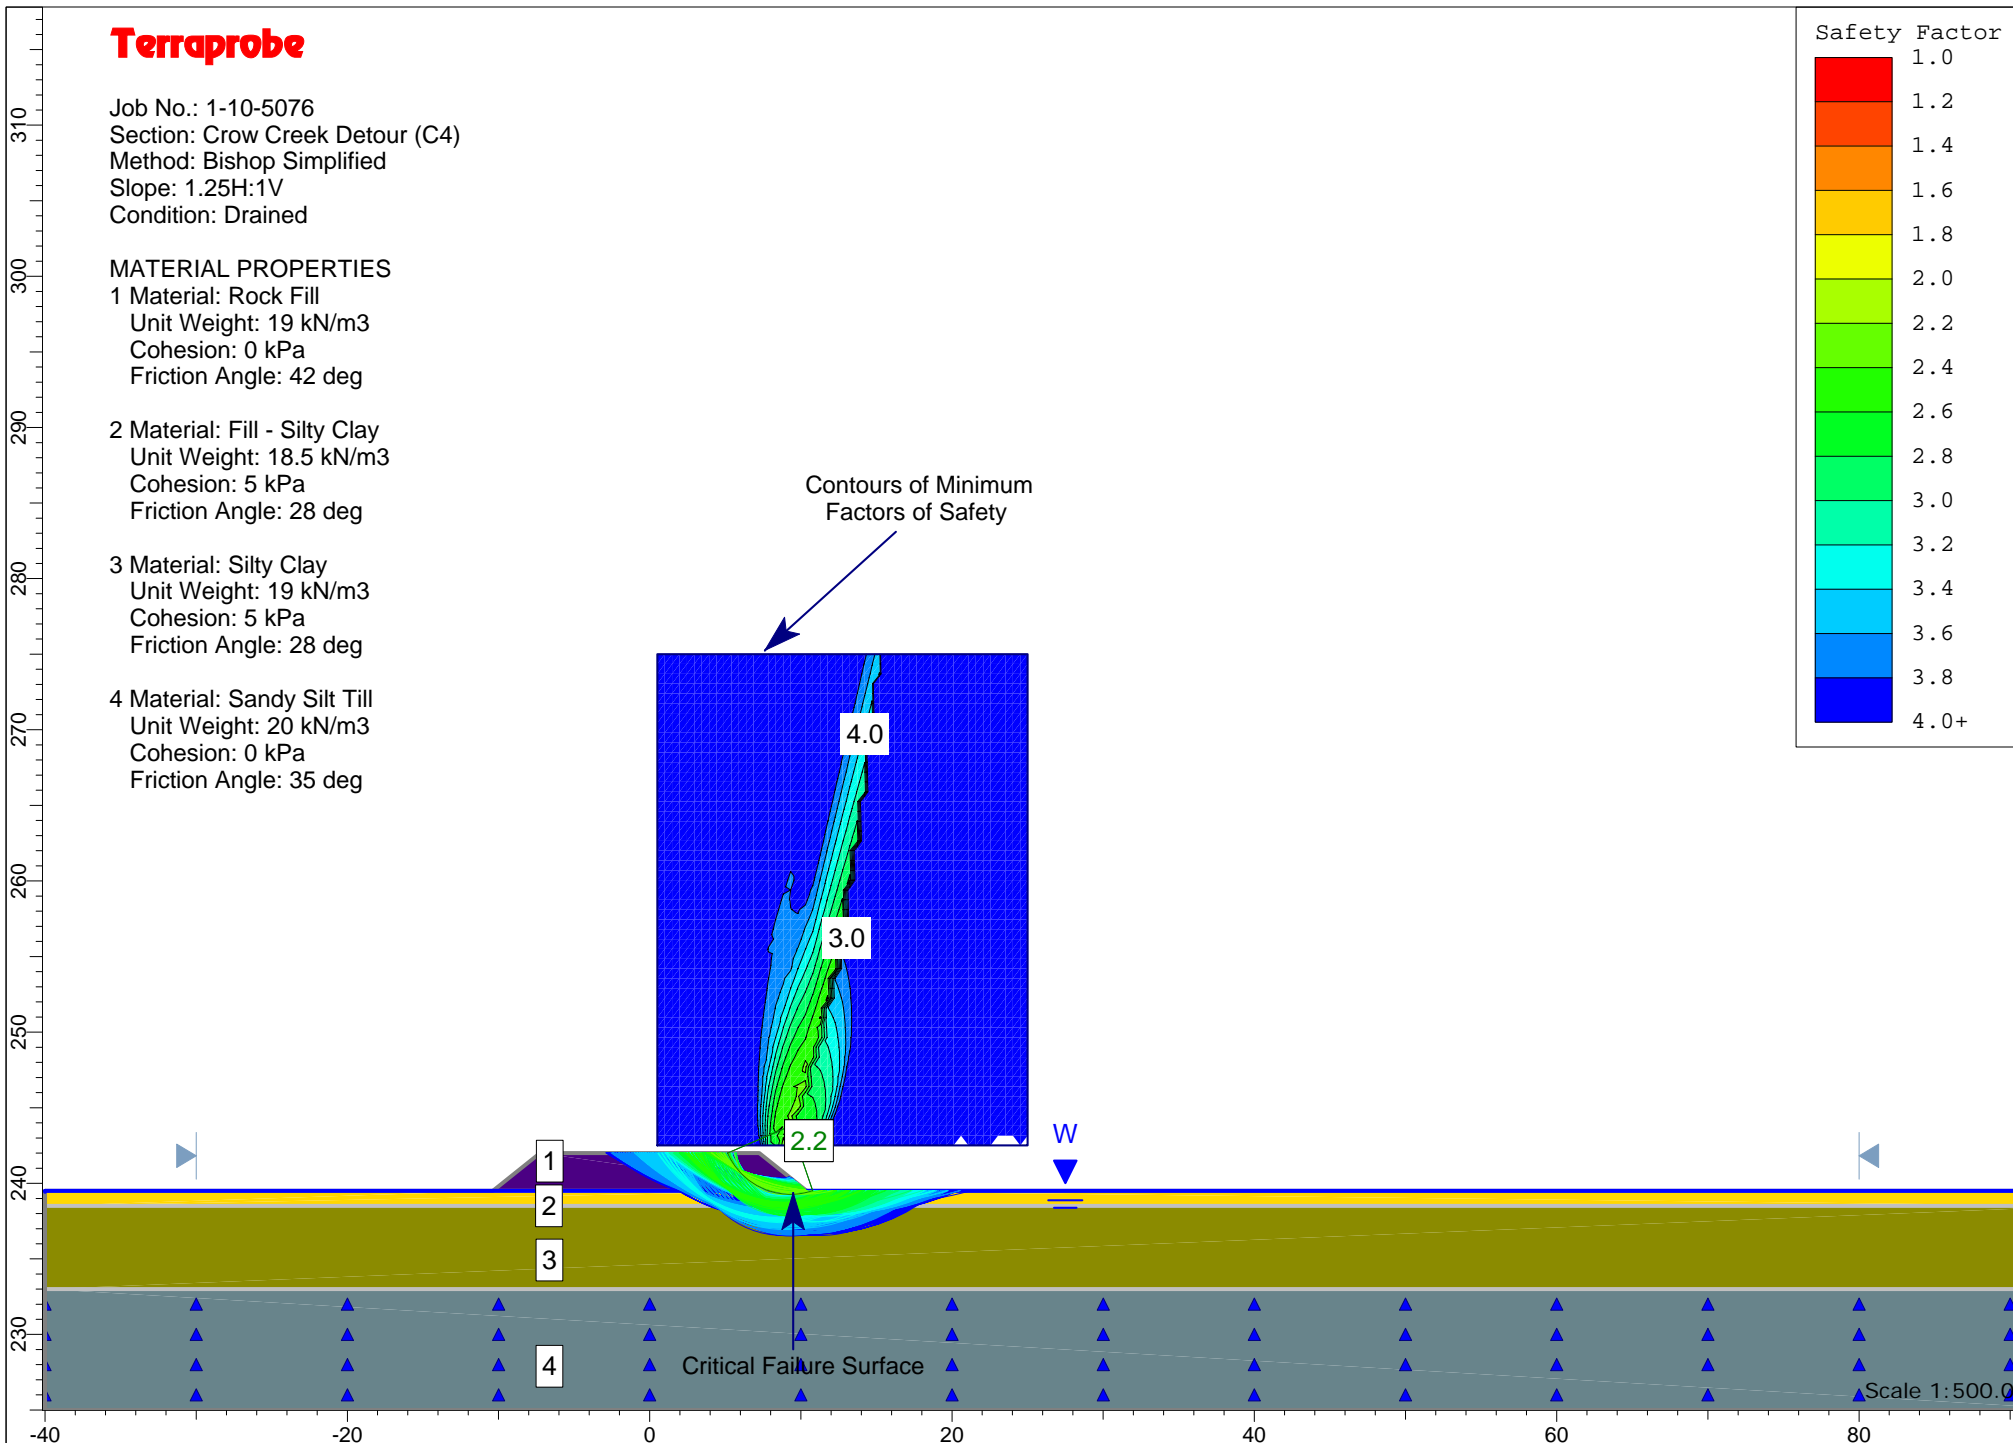 Terraprobe
Job No.: 1-10-5076
Section: Crow Creek Detour (C4)
Method: Bishop Simplified
Slope: 1.25H:1V
Condition: Drained
MATERIAL PROPERTIES
1 Material: Rock Fill
Unit Weight: 19 kN/m3
Cohesion: 0 kPa
Friction Angle: 42 deg
2 Material: Fill - Silty Clay
Unit Weight: 18.5 kN/m3
Cohesion: 5 kPa
Friction Angle: 28 deg
3 Material: Silty Clay
Unit Weight: 19 kN/m3
Cohesion: 5 kPa
Friction Angle: 28 deg
4 Material: Sandy Silt Till
Unit Weight: 20 kN/m3
Cohesion: 0 kPa
Friction Angle: 35 deg
Safety Factor
1.0
1.2
1.4
1.6
1.8
2.0
2.2
2.4
2.6
2.8
3.0
3.2
3.4
3.6
3.8
4.0+
Contours of Minimum
Factors of Safety
4.0
3.0
2.2
W
1
2
3
4
Critical Failure Surface
Scale 1:500.0
310
300
290
280
270
260
250
240
230
-40
-20
0
20
40
60
80